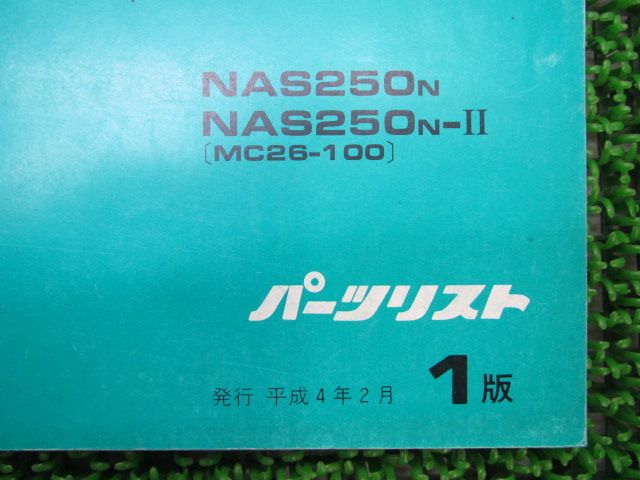 NAS250N
NAS250N-II
〔MC26-100〕
パーツリスト
発行 平成4年2月 1版